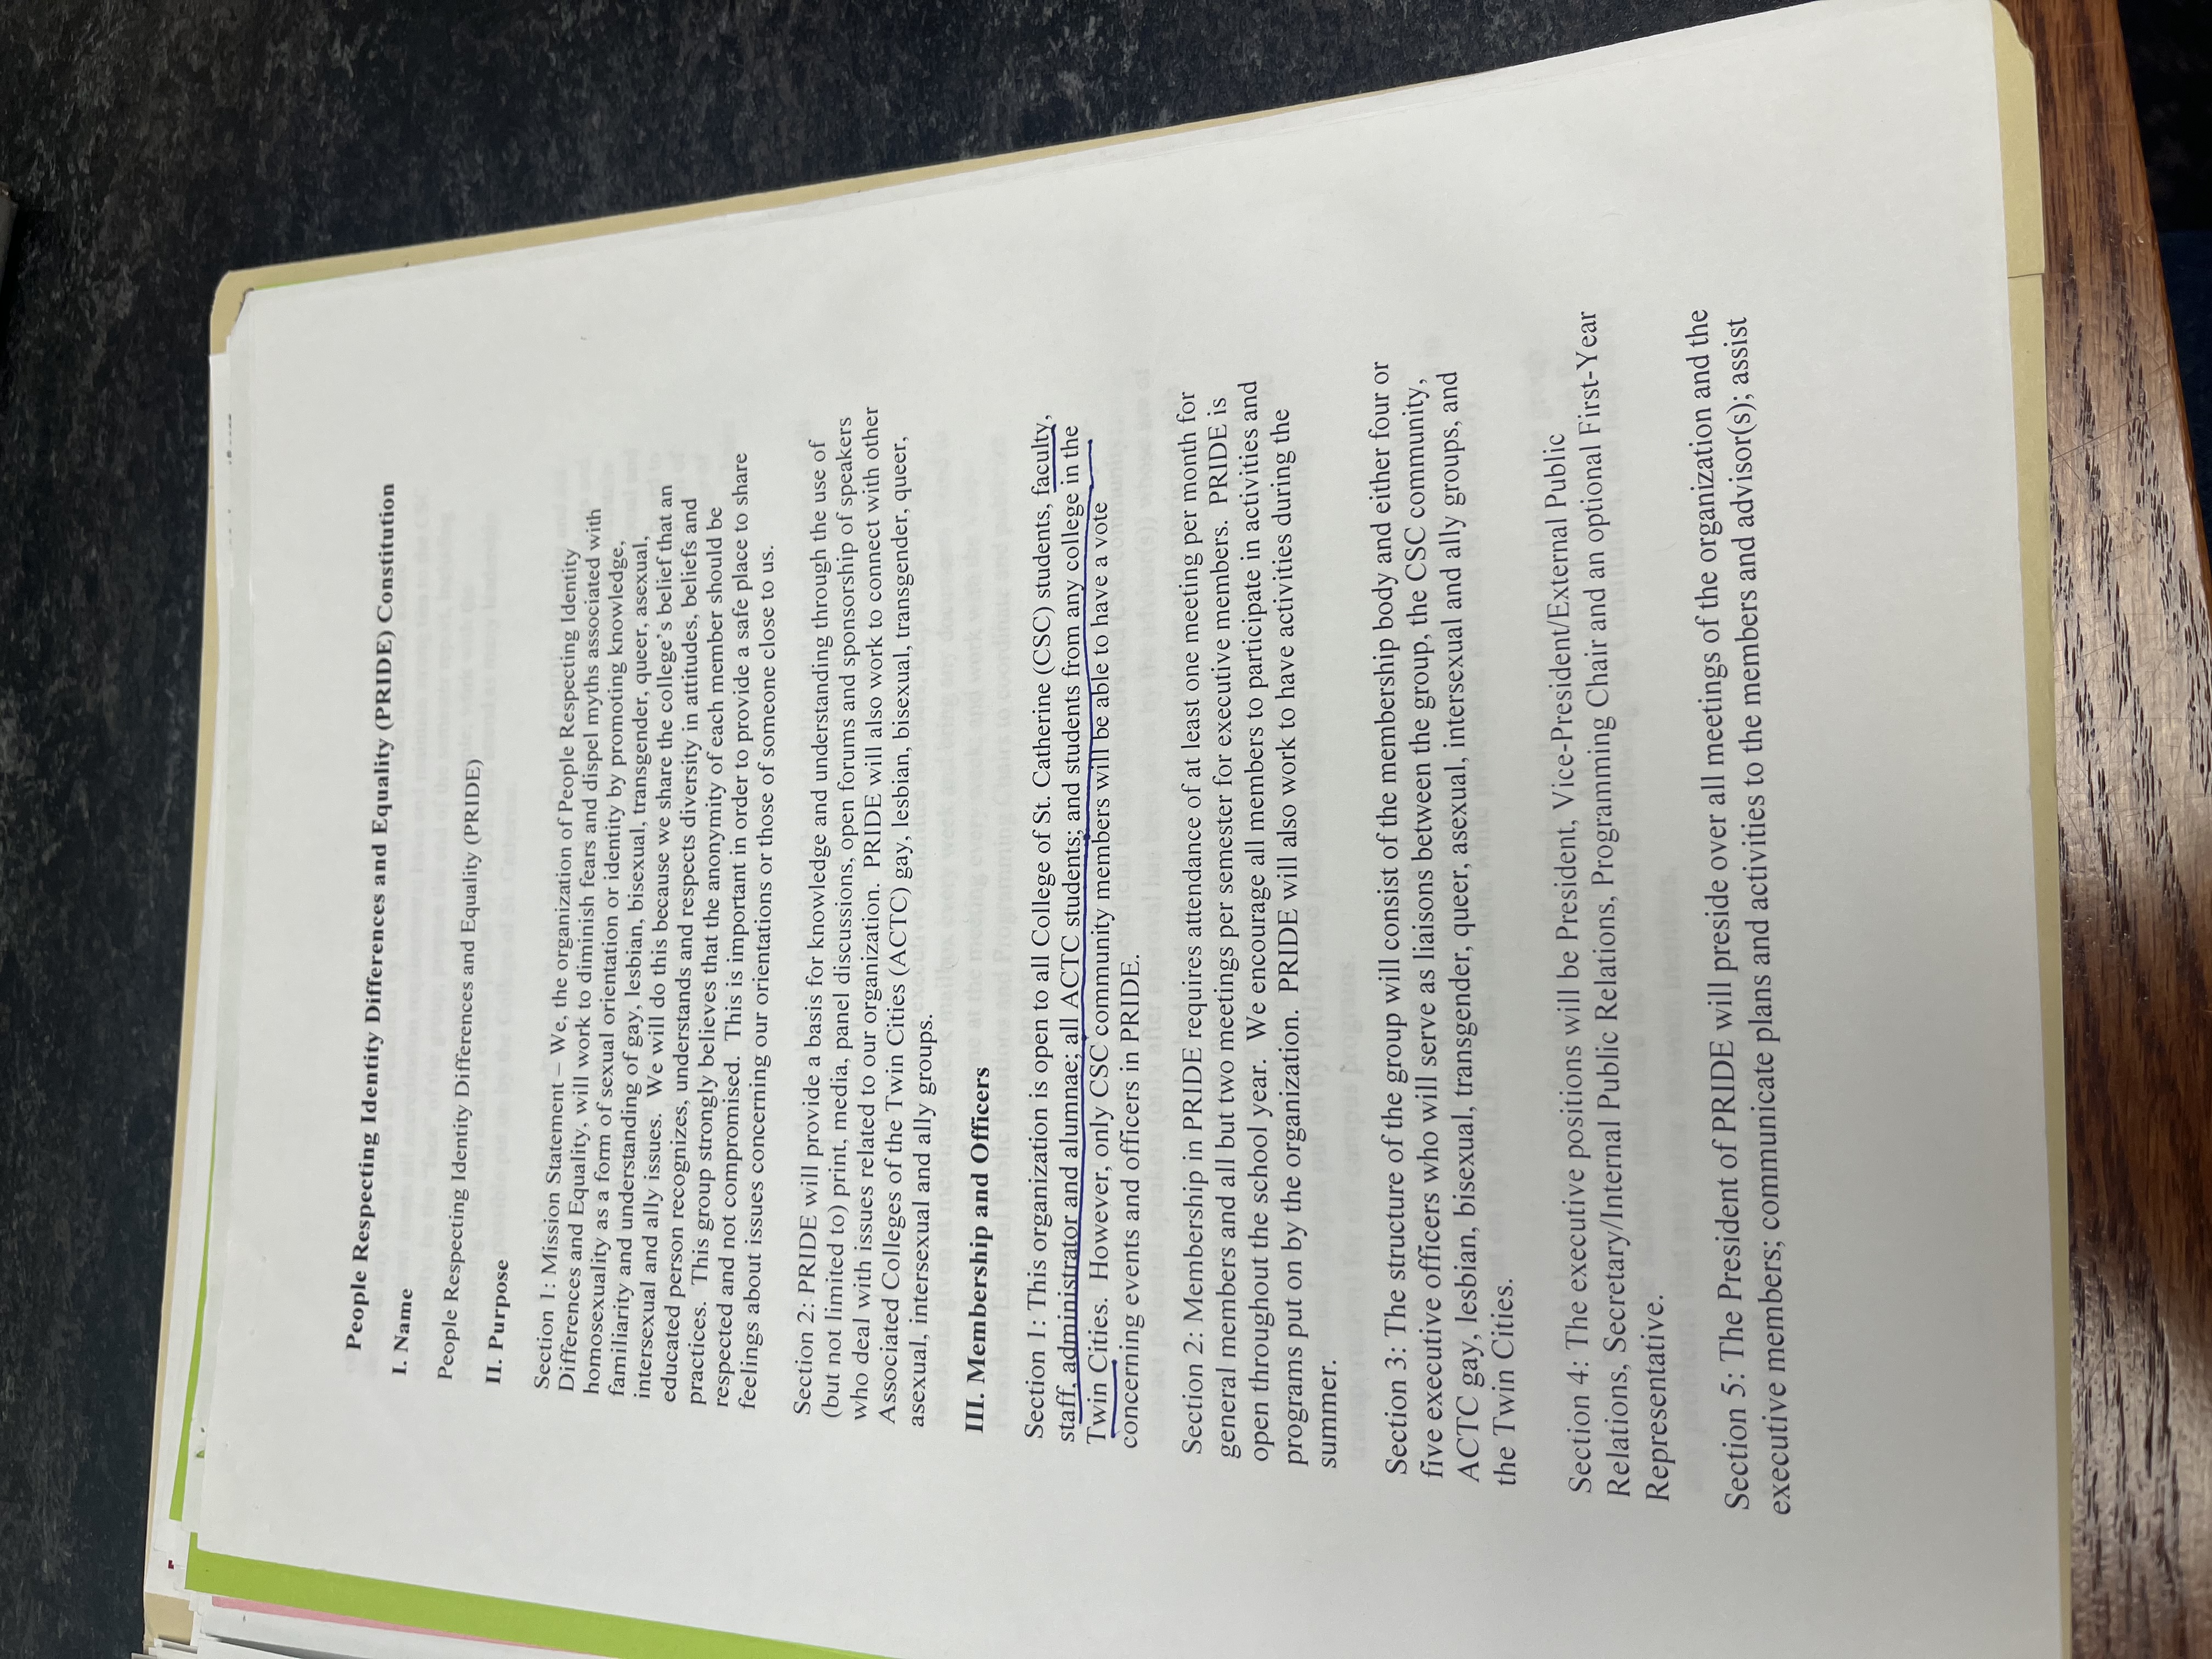 People Respecting Identity Differences and Equality (PRIDE) Constitution
I. Name
People Respecting Identity Differences and Equality (PRIDE)
II. Purpose
Section 1: Mission Statement – We, the organization of People Respecting Identity
Differences and Equality, will work to diminish fears and dispel myths associated with
homosexuality as a form of sexual orientation or identity by promoting knowledge,
familiarity and understanding of gay, lesbian, bisexual, transgender, queer, asexual,
intersexual and ally issues.  We will do this because we share the college's belief that an
educated person recognizes, understands and respects diversity in attitudes, beliefs and
practices.  This group strongly believes that the anonymity of each member should be
respected and not compromised.  This is important in order to provide a safe place to share
feelings about issues concerning our orientations or those of someone close to us.
Section 2: PRIDE will provide a basis for knowledge and understanding through the use of
(but not limited to) print, media, panel discussions, open forums and sponsorship of speakers
who deal with issues related to our organization.  PRIDE will also work to connect with other
Associated Colleges of the Twin Cities (ACTC) gay, lesbian, bisexual, transgender, queer,
asexual, intersexual and ally groups.
III. Membership and Officers
Section 1: This organization is open to all College of St. Catherine (CSC) students, faculty,
staff, administrator and alumnae; all ACTC students; and students from any college in the
Twin Cities.  However, only CSC community members will be able to have a vote
concerning events and officers in PRIDE.
Section 2: Membership in PRIDE requires attendance of at least one meeting per month for
general members and all but two meetings per semester for executive members.  PRIDE is
open throughout the school year.  We encourage all members to participate in activities and
programs put on by the organization.  PRIDE will also work to have activities during the
summer.
Section 3: The structure of the group will consist of the membership body and either four or
five executive officers who will serve as liaisons between the group, the CSC community,
ACTC gay, lesbian, bisexual, transgender, queer, asexual, intersexual and ally groups, and
the Twin Cities.
Section 4: The executive positions will be President, Vice-President/External Public
Relations, Secretary/Internal Public Relations, Programming Chair and an optional First-Year
Representative.
Section 5: The President of PRIDE will preside over all meetings of the organization and the
executive members; communicate plans and activities to the members and advisor(s); assist